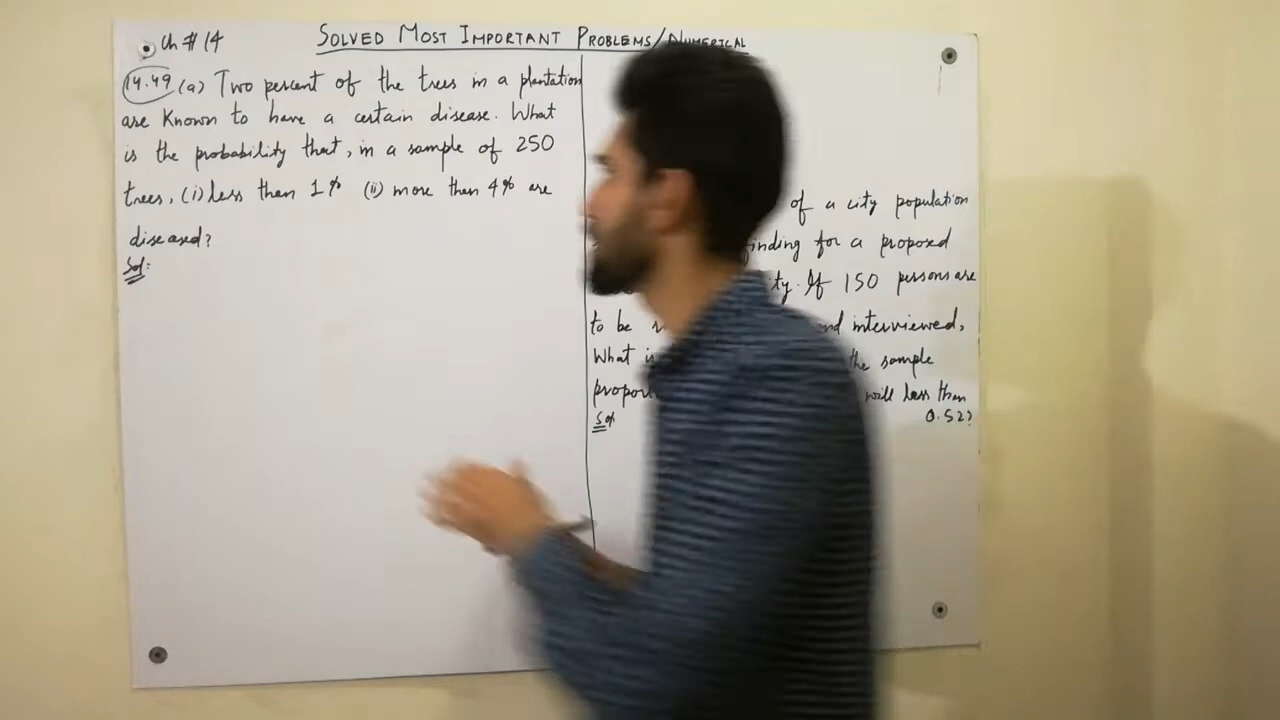 Ch # 14
SOLVED MOST IMPORTANT PROBLEMS/NUMERICAL
14.49 (a) Two percent of the trees in a plantation
are Known to have a certain disease. What
is the probability that, in a sample of 250
trees, (i) less than 1% (ii) more than 4% are
diseased?
Sol:
of a city population
finding for a proposed
If 150 persons are
to be and interviewed,
What is the sample
will less than
0.52?
Sol